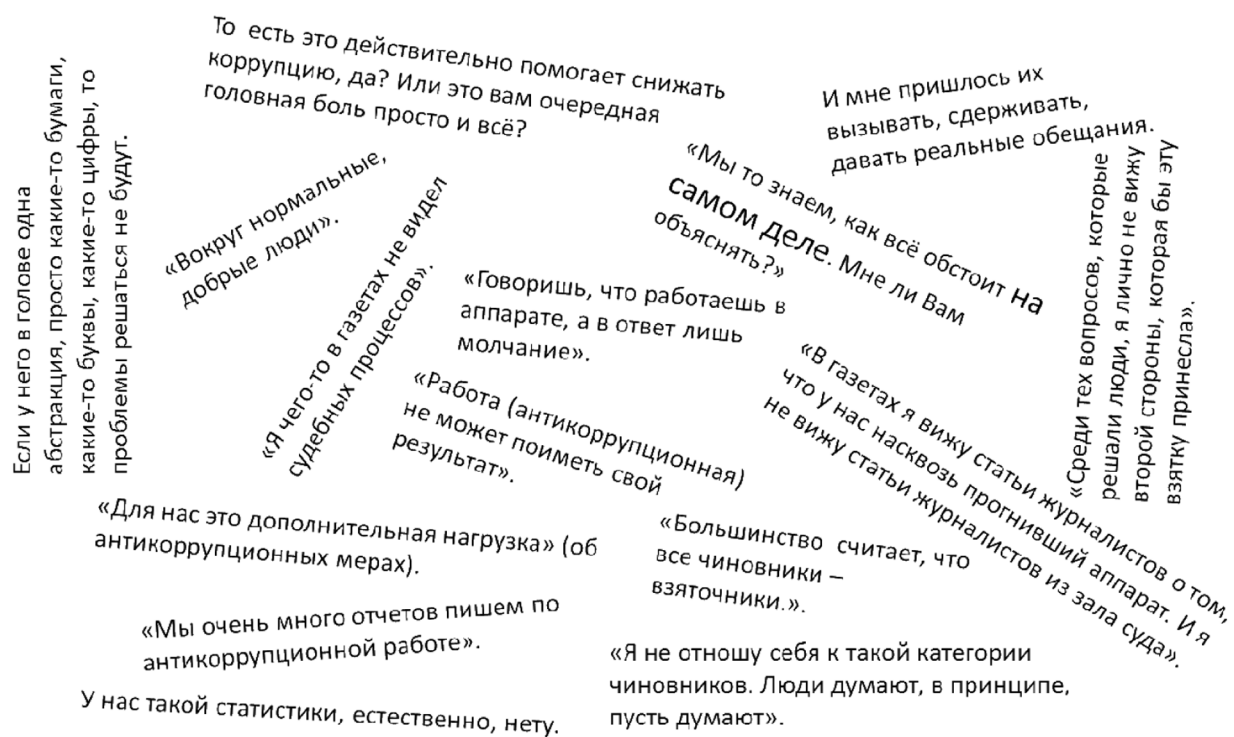 То есть это действительно помогает снижать
коррупцию, да? Или это вам очередная
головная боль просто и всё?
И мне пришлось их
вызывать, сдерживать,
давать реальные обещания.
Если у него в голове одна
абстракция, просто какие-то бумаги,
какие-то буквы, какие-то цифры, то
проблемы решаться не будут.
«Вокруг нормальные,
добрые люди».
«Я чего-то в газетах не видел
судебных процессов».
«Мы то знаем, как всё обстоит на
самом деле. Мне ли Вам
объяснять?»
«Среди тех вопросов, которые
решали люди, я лично не вижу
второй стороны, которая бы эту
взятку принесла».
«Говоришь, что работаешь в
аппарате, а в ответ лишь
молчание».
«Работа (антикоррупционная)
не может поиметь свой
результат».
«В газетах я вижу статьи журналистов о том,
что у нас насквозь прогнивший аппарат. И я
не вижу статьи журналистов из зала суда».
«Для нас это дополнительная нагрузка» (об
антикоррупционных мерах).
«Большинство считает, что
все чиновники –
взяточники.».
«Мы очень много отчетов пишем по
антикоррупционной работе».
«Я не отношу себя к такой категории
чиновников. Люди думают, в принципе,
пусть думают».
У нас такой статистики, естественно, нету.